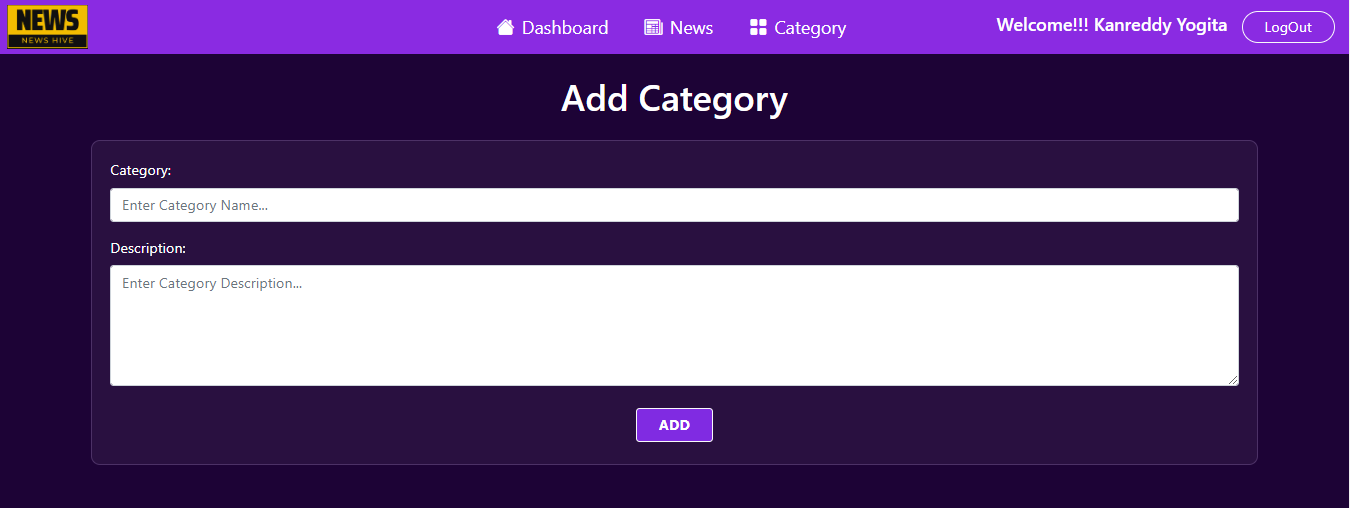 NEWS
NEWS HIVE
Dashboard
News
Category
Welcome!!! Kanreddy Yogita
LogOut
Add Category
Category:
Enter Category Name...
Description:
Enter Category Description...
ADD